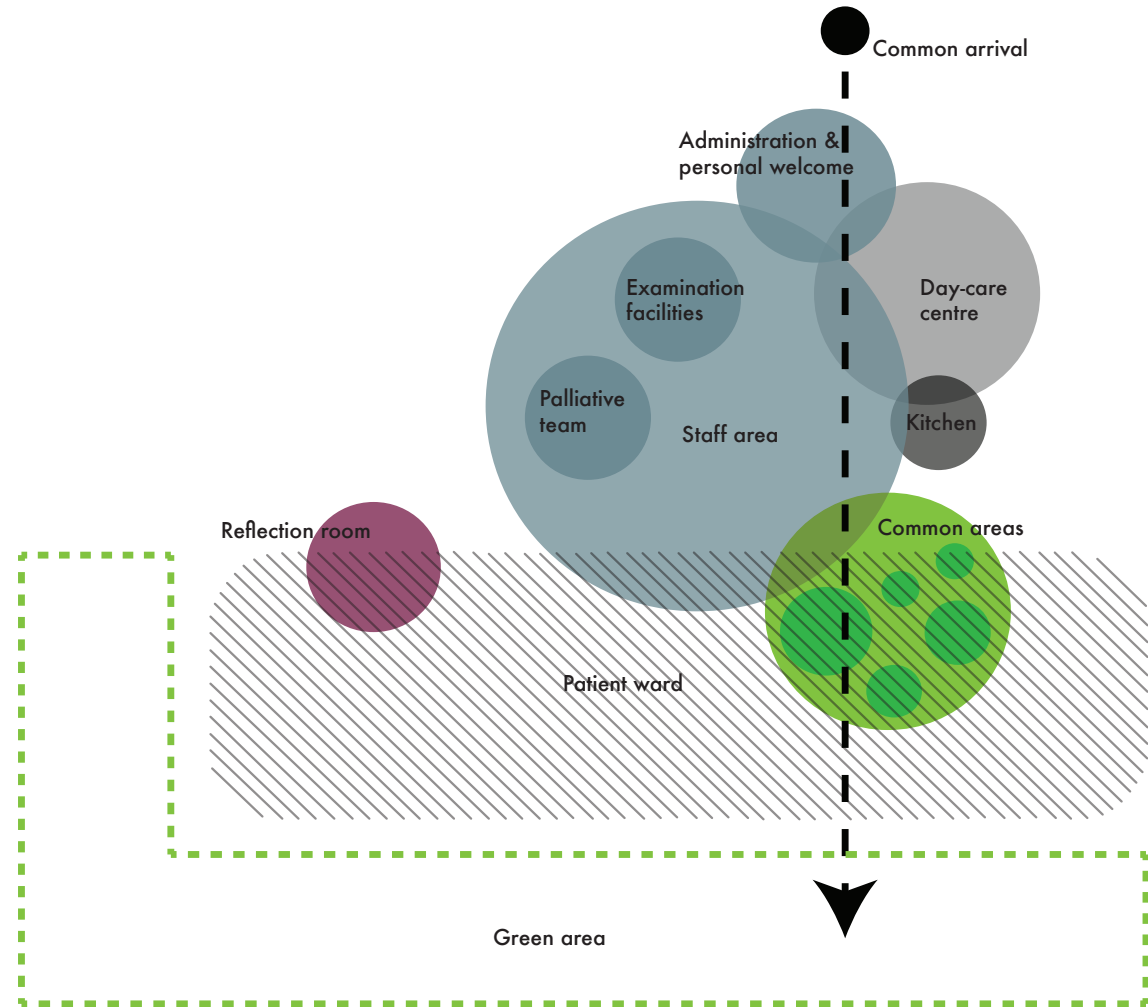 Common arrival
Administration &
personal welcome
Examination
facilities
Day-care
centre
Palliative
team
Staff area
Kitchen
Reflection room
Common areas
Patient ward
Green area